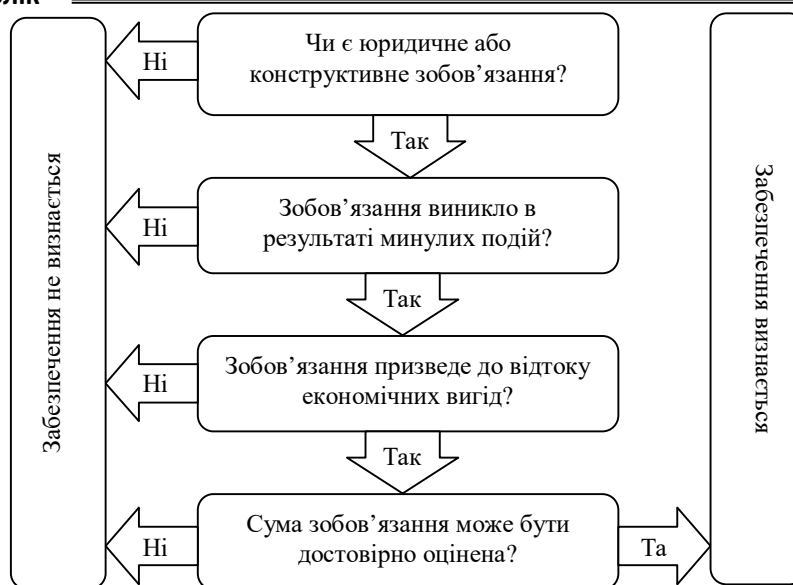 Чи є юридичне або
конструктивне зобов’язання?
Ні
Так
Зобов’язання виникло в
результаті минулих подій?
Ні
Так
Зобов’язання призведе до відтоку
економічних вигід?
Ні
Так
Сума зобов’язання може бути
достовірно оцінена?
Ні
Та
Забезпечення не визнається
Забезпечення визнається